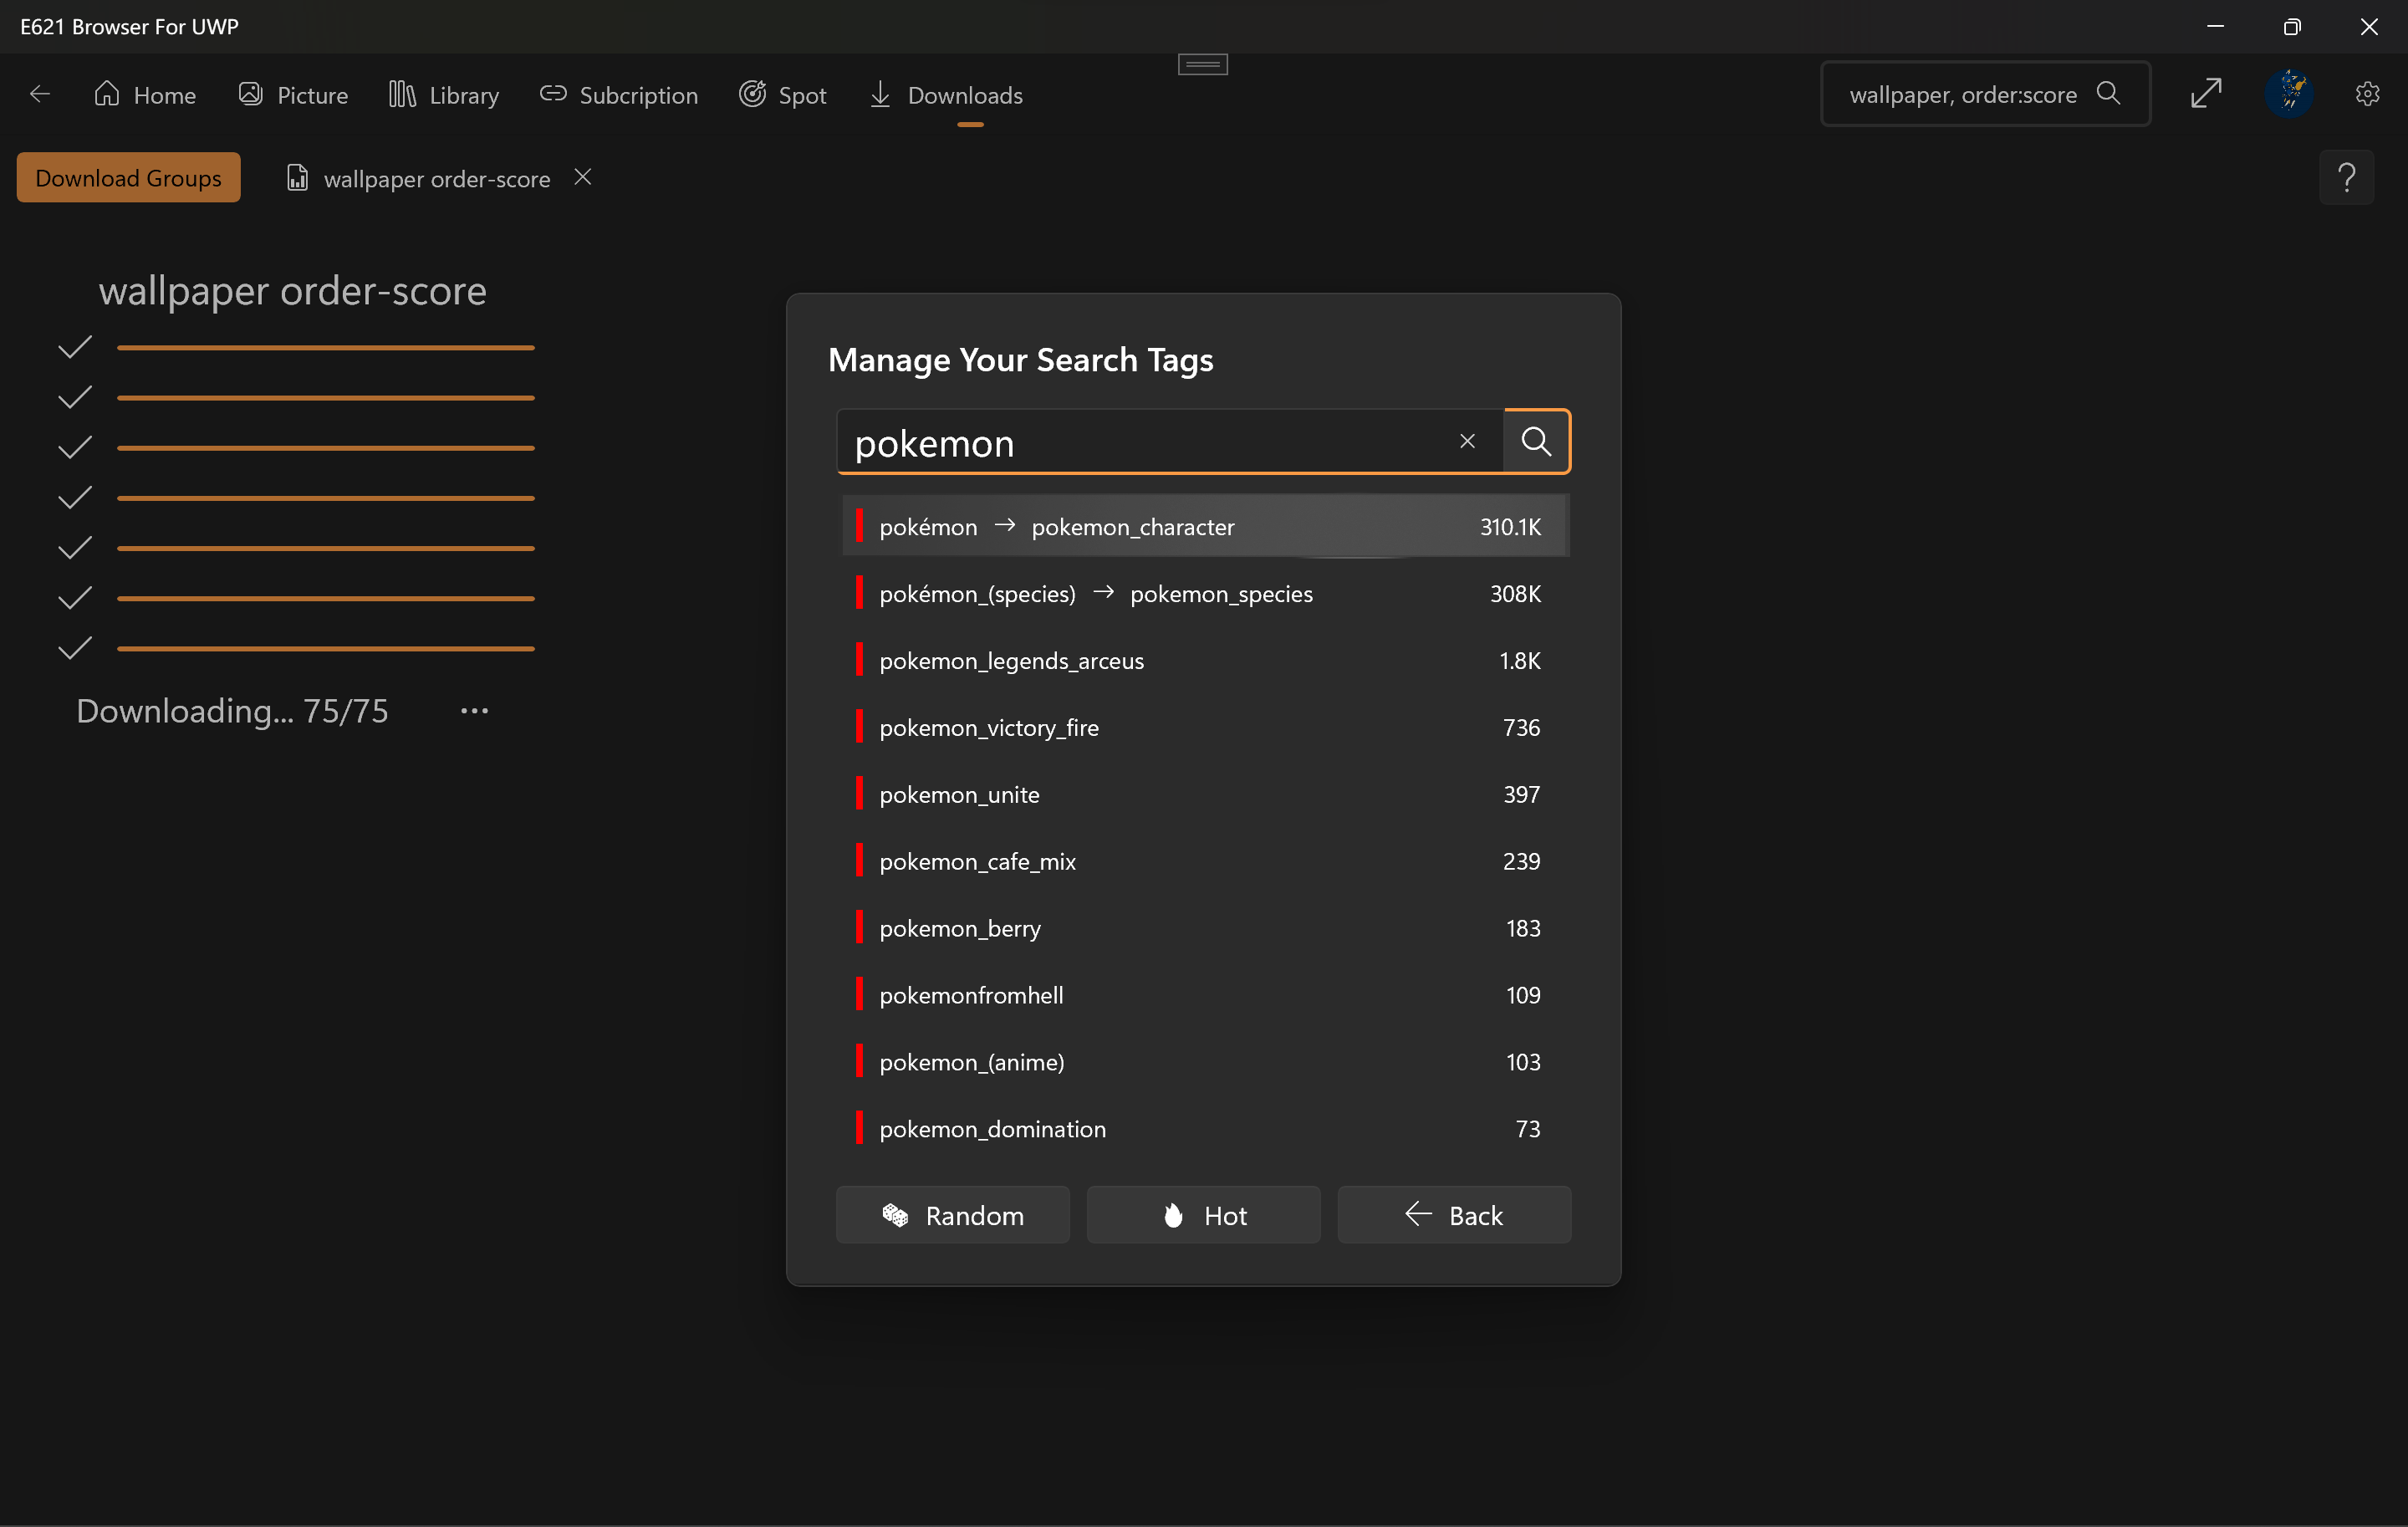 E621 Browser For UWP
Home Picture Library Subcription Spot Downloads wallpaper, order:score
Download Groups wallpaper order-score ?
wallpaper order-score
Downloading... 75/75
Manage Your Search Tags
pokemon
pokémon → pokemon_character 310.1K
pokémon_(species) → pokemon_species 308K
pokemon_legends_arceus 1.8K
pokemon_victory_fire 736
pokemon_unite 397
pokemon_cafe_mix 239
pokemon_berry 183
pokemonfromhell 109
pokemon_(anime) 103
pokemon_domination 73
Random Hot Back